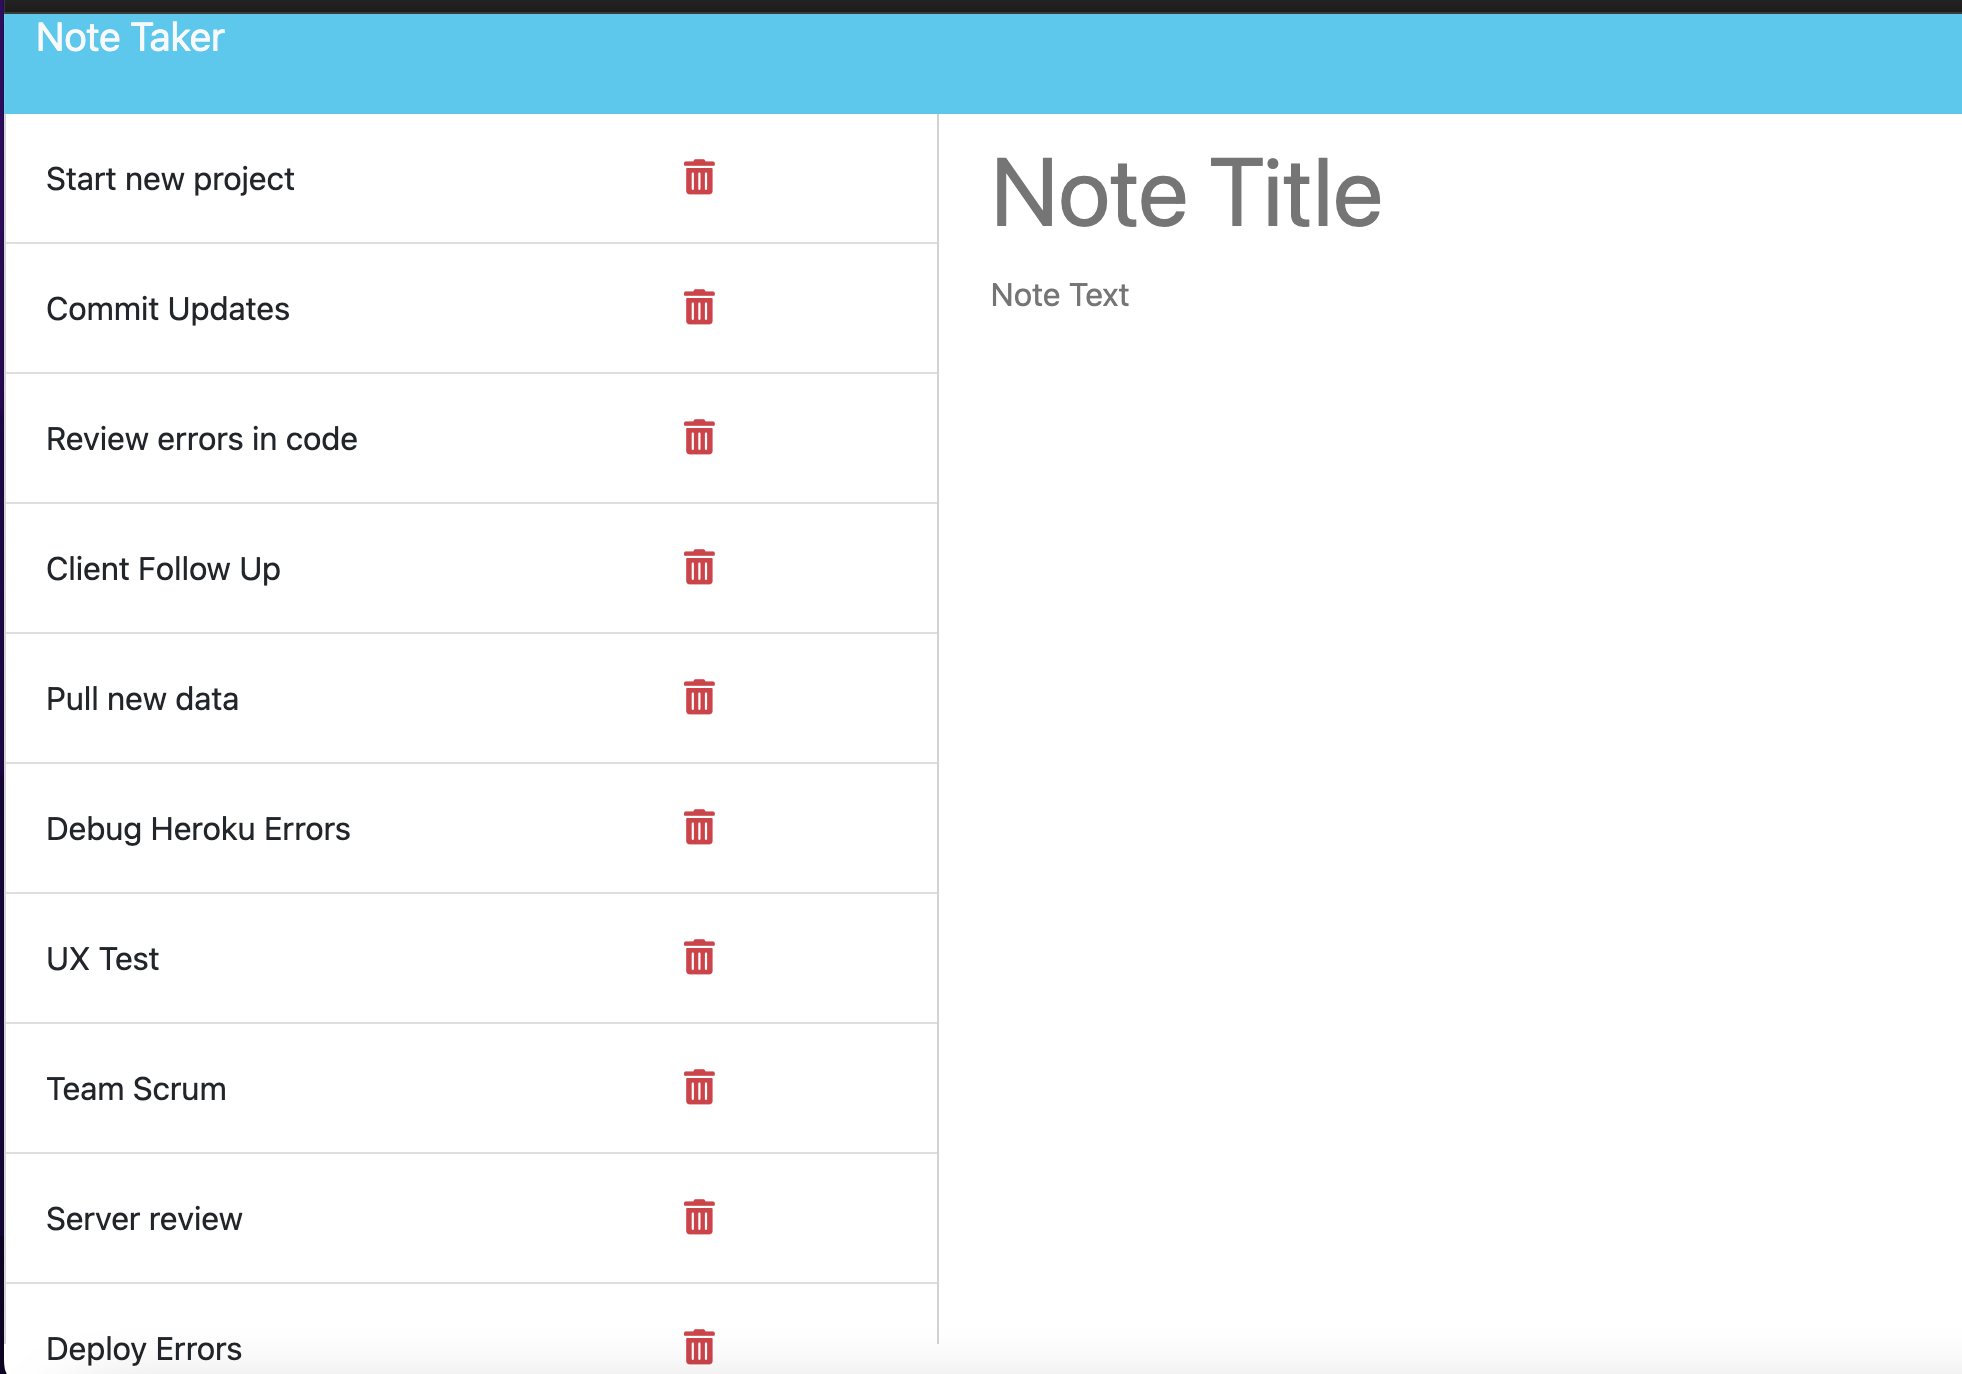 Note Taker
Start new project
Commit Updates
Review errors in code
Client Follow Up
Pull new data
Debug Heroku Errors
UX Test
Team Scrum
Server review
Deploy Errors
Note Title
Note Text